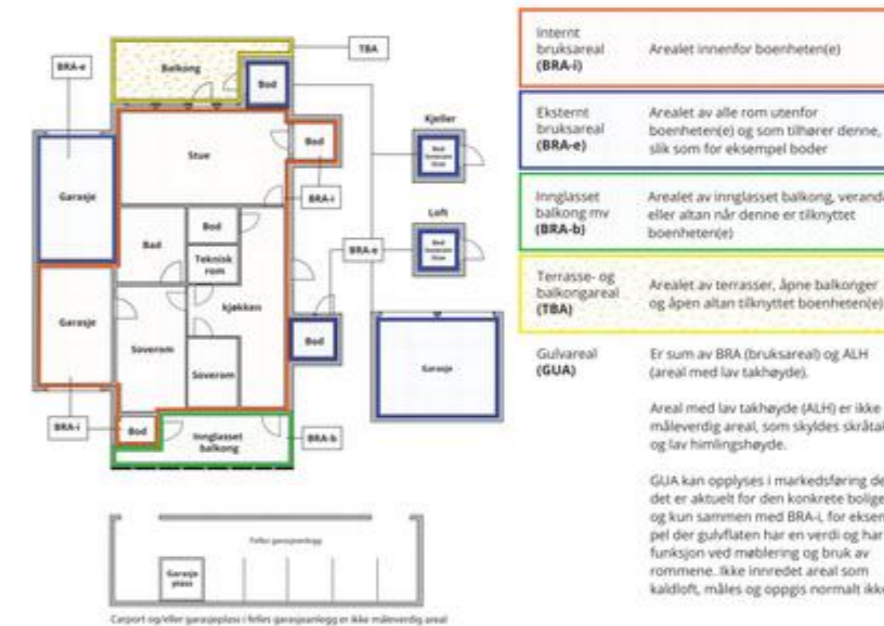 TBA
BRA-e
Balkong
Bod
Kjeller
Bod
Stue
Bod
Garasje
BRA-i
Loft
Bod
Bad
Teknisk
rom
BRA-e
Bod
kjøkken
Garasje
Soverom
Bod
Garasje
Soverom
BRA-i
Bod
Innglasset
balkong
BRA-b
Felles garasjeanlegg
Garasje
plass
Carport og/eller garasjeplass i felles garasjeanlegg er ikke måleverdig areal
Internt
bruksareal
(BRA-i)
Arealet innenfor boenheten(e)
Eksternt
bruksareal
(BRA-e)
Arealet av alle rom utenfor
boenheten(e) og som tilhører denne,
slik som for eksempel boder
Innglasset
balkong mv
(BRA-b)
Arealet av innglasset balkong, verand
eller altan når denne er tilknyttet
boenheten(e)
Terrasse- og
balkongareal
(TBA)
Arealet av terrasser, åpne balkonger
og åpen altan tilknyttet boenheten(e)
Gulvareal
(GUA)
Er sum av BRA (bruksareal) og ALH
(areal med lav takhøyde).
Areal med lav takhøyde (ALH) er ikke
måleverdig areal, som skyldes skråtak
og lav himlingshøyde.
GUA kan opplyses i markedsføring de
det er aktuelt for den konkrete bolige
og kun sammen med BRA-i, for eksem
pel der gulvflaten har en verdi og har
funksjon ved møblering og bruk av
rommene. Ikke innredet areal som
kaldloft, måles og oppgis normalt ikke